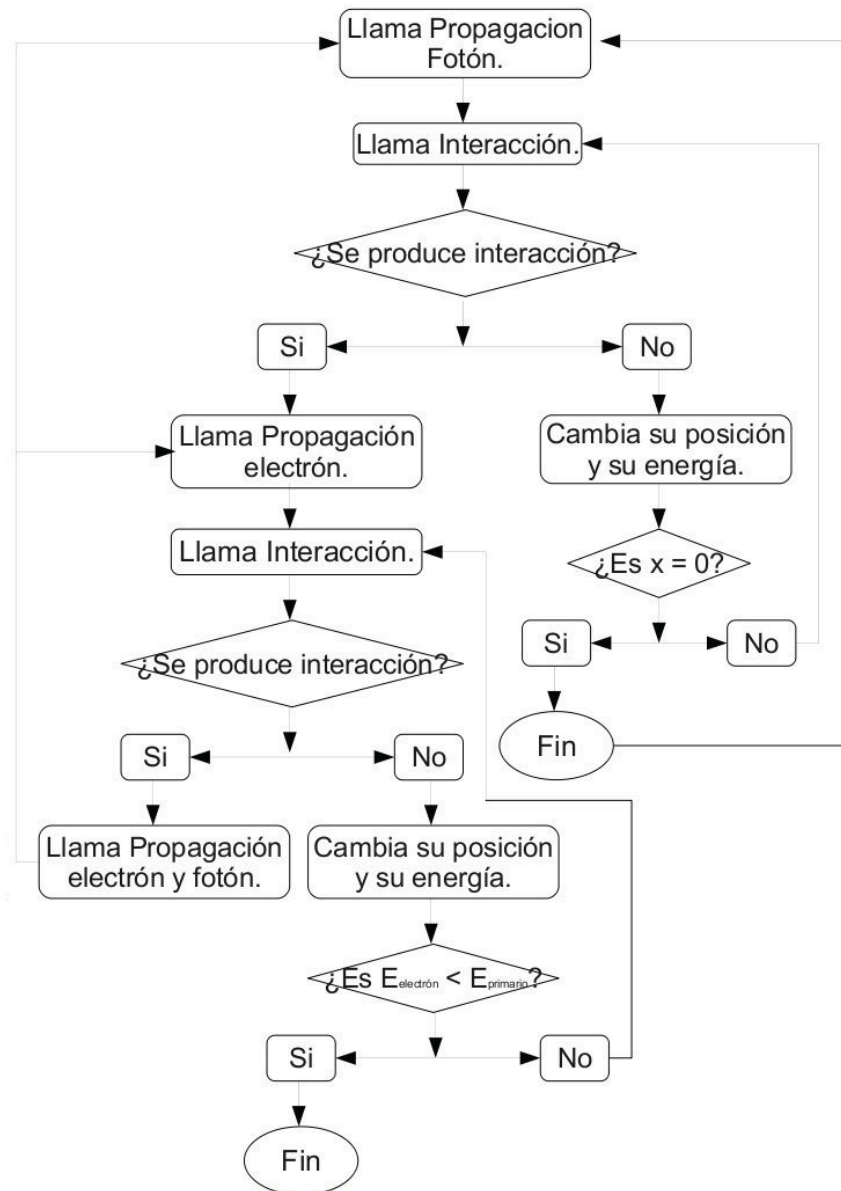 Llama Propagacion
Fotón.
Llama Interacción.
¿Se produce interacción?
Si
No
Llama Propagación
electrón.
Cambia su posición
y su energía.
Llama Interacción.
¿Es x = 0?
Si
No
¿Se produce interacción?
Fin
Si
No
Llama Propagación
electrón y fotón.
Cambia su posición
y su energía.
¿Es Eelectrón < Eprimario?
Si
No
Fin